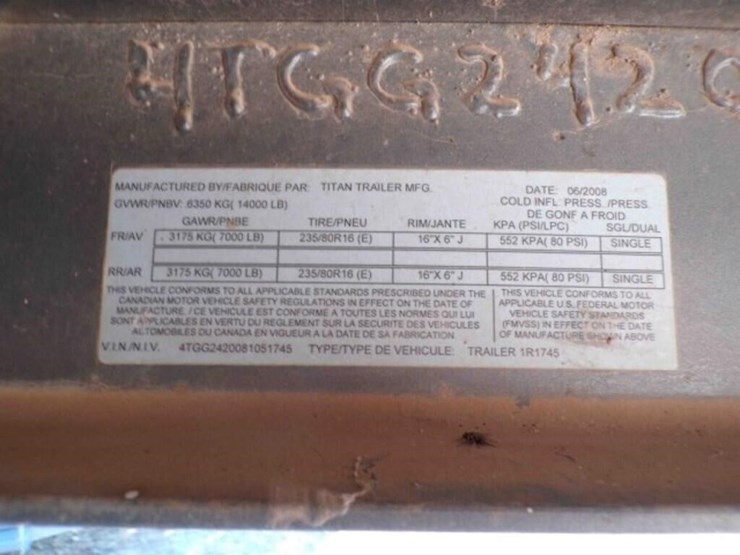 4TGG2420
MANUFACTURED BY/FABRIQUE PAR: TITAN TRAILER MFG. DATE: 06/2008
GVWR/PNBV: 6350 KG( 14000 LB) COLD INFL. PRESS. /PRESS.
DE GONF A FROID
GAWR/PNBE TIRE/PNEU RIM/JANTE KPA (PSI/LPC) SGL/DUAL
FR/AV 3175 KG( 7000 LB) 235/80R16 (E) 16"X 6" J 552 KPA( 80 PSI) SINGLE
RR/AR 3175 KG( 7000 LB) 235/80R16 (E) 16"X 6" J 552 KPA( 80 PSI) SINGLE
THIS VEHICLE CONFORMS TO ALL APPLICABLE STANDARDS PRESCRIBED UNDER THE
CANADIAN MOTOR VEHICLE SAFETY REGULATIONS IN EFFECT ON THE DATE OF
MANUFACTURE. / CE VEHICULE EST CONFORME A TOUTES LES NORMES QUI LUI
SONT APPLICABLES EN VERTU DU REGLEMENT SUR LA SECURITE DES VEHICULES
AUTOMOBILES DU CANADA EN VIGUEUR A LA DATE DE SA FABRICATION.
THIS VEHICLE CONFORMS TO ALL
APPLICABLE U.S. FEDERAL MOTOR
VEHICLE SAFETY STANDARDS
(FMVSS) IN EFFECT ON THE DATE
OF MANUFACTURE SHOWN ABOVE
V.I.N./N.I.V. 4TGG2420081051745 TYPE/TYPE DE VEHICULE: TRAILER 1R1745